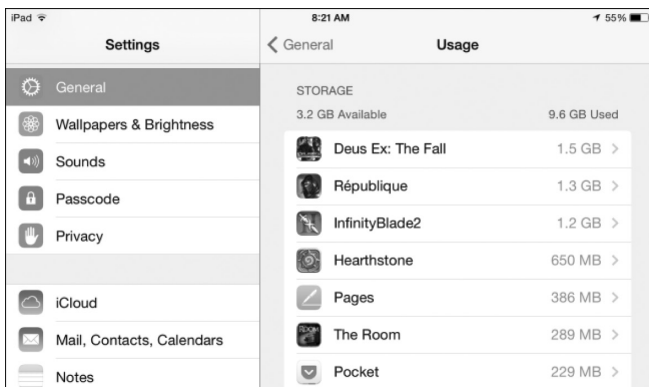 iPad 8:21 AM 55%
Settings
General
Wallpapers & Brightness
Sounds
Passcode
Privacy
iCloud
Mail, Contacts, Calendars
Notes
General Usage
STORAGE
3.2 GB Available 9.6 GB Used
Deus Ex: The Fall 1.5 GB
République 1.3 GB
InfinityBlade2 1.2 GB
Hearthstone 650 MB
Pages 386 MB
The Room 289 MB
Pocket 229 MB